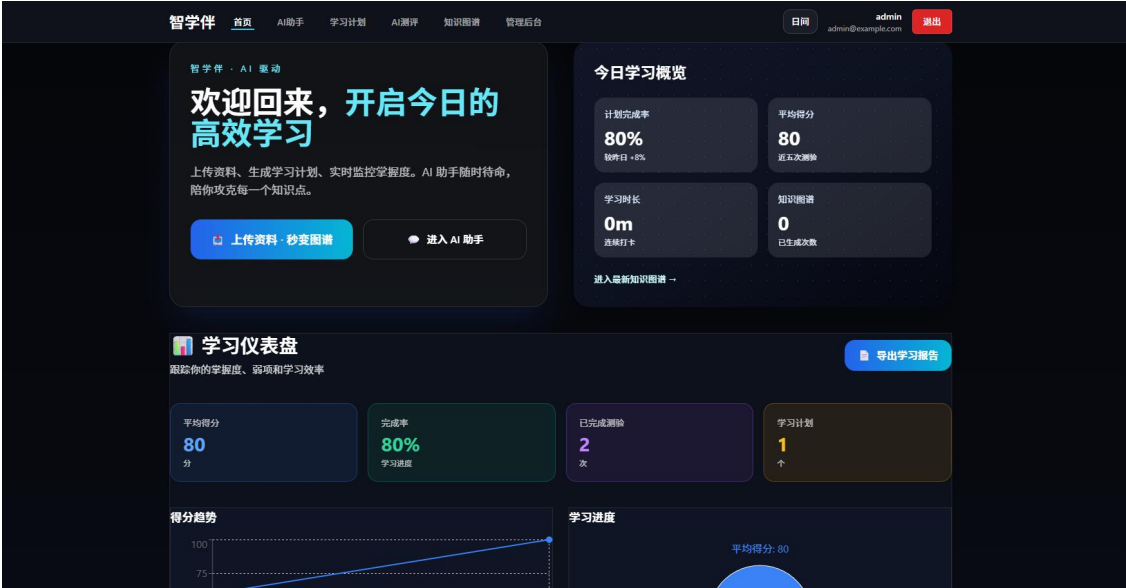 智学伴 首页 AI助手 学习计划 AI测评 知识图谱 管理后台 日间 admin 退出
admin@example.com
智学伴 · AI 驱动
欢迎回来，开启今日的
高效学习
上传资料、生成学习计划、实时监控掌握度。AI 助手随时待命，
陪你攻克每一个知识点。
上传资料 · 秒变图谱
进入 AI 助手
今日学习概览
计划完成率
80%
较昨日 +8%
平均得分
80
近五次测验
学习时长
0m
连续打卡
知识图谱
0
已生成次数
进入最新知识图谱 →
学习仪表盘
跟踪你的掌握度、弱项和学习效率
导出学习报告
平均得分
80
分
完成率
80%
学习进度
已完成测验
2
次
学习计划
1
个
得分趋势
100
75
学习进度
平均得分: 80